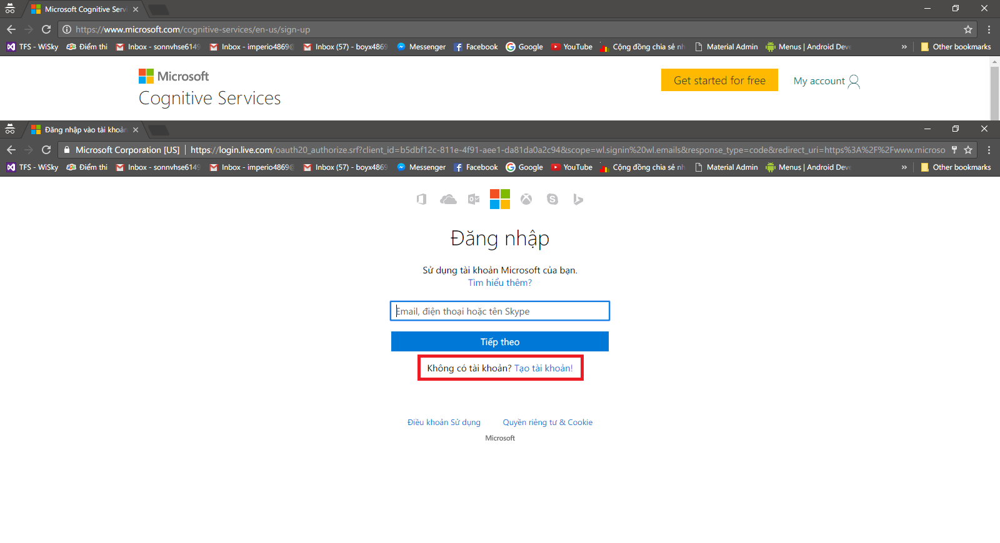 Microsoft Cognitive Serv
https://www.microsoft.com/cognitive-services/en-us/sign-up
TFS - WiSky Điểm thi Inbox - sonnvhse6149 Inbox - imperio4869@ Inbox (57) - boyx4869 Messenger Facebook Google YouTube Cộng đồng chia sẻ nh Material Admin Menus | Android Deve » Other bookmarks
Microsoft
Cognitive Services
Get started for free My account
Đăng nhập vào tài khoản
Microsoft Corporation [US] https://login.live.com/oauth20_authorize.srf?client_id=b5dbf12c-811e-4f91-aee1-da81da0a2c94&scope=wl.signin%20wl.emails&response_type=code&redirect_uri=https%3A%2F%2Fwww.microso
TFS - WiSky Điểm thi Inbox - sonnvhse6149 Inbox - imperio4869@ Inbox (57) - boyx4869 Messenger Facebook Google YouTube Cộng đồng chia sẻ nh Material Admin Menus | Android Deve » Other bookmarks
Đăng nhập
Sử dụng tài khoản Microsoft của bạn.
Tìm hiểu thêm?
Email, điện thoại hoặc tên Skype
Tiếp theo
Không có tài khoản? Tạo tài khoản!
Điều khoản Sử dụng Quyền riêng tư & Cookie
Microsoft